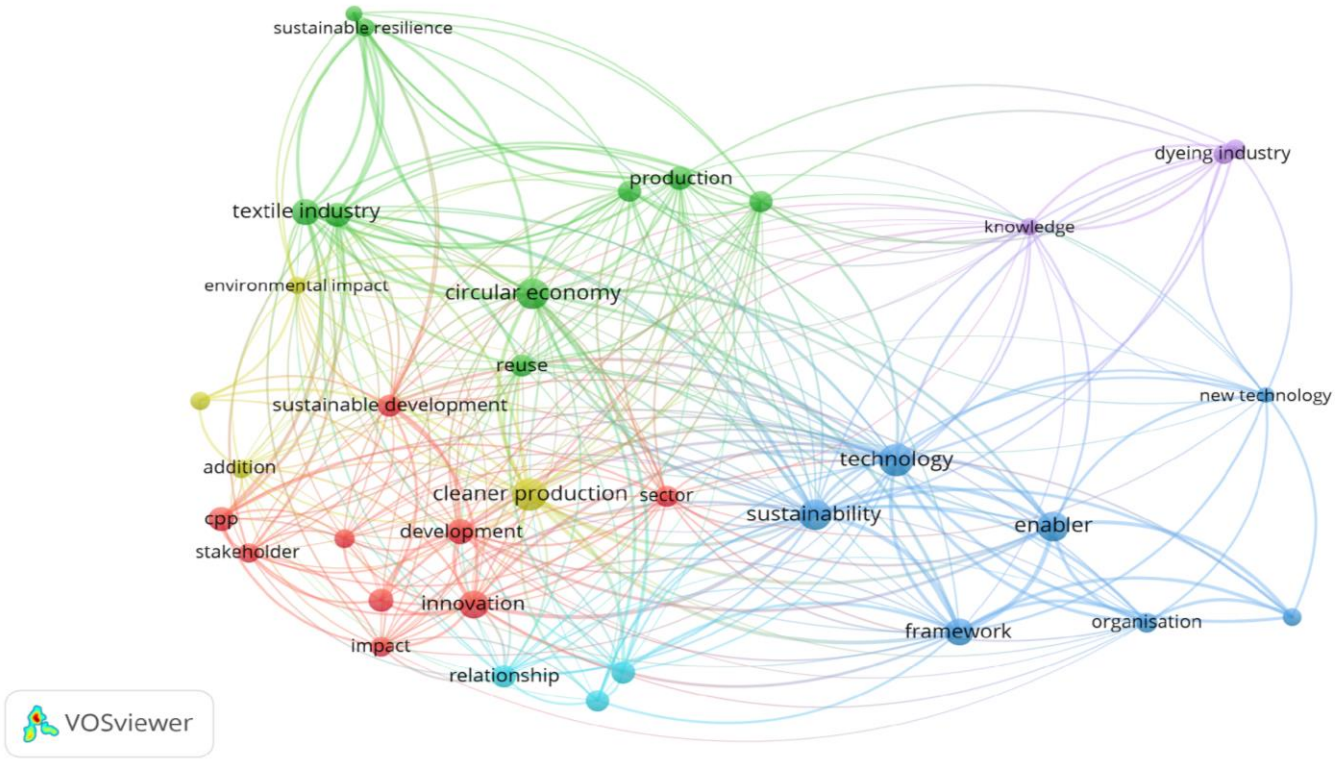 sustainable resilience
dyeing industry
production
textile industry
knowledge
environmental impact
circular economy
reuse
new technology
sustainable development
technology
addition
cleaner production
sector
sustainability
cpp
enabler
development
stakeholder
innovation
organisation
framework
impact
relationship
VOSviewer